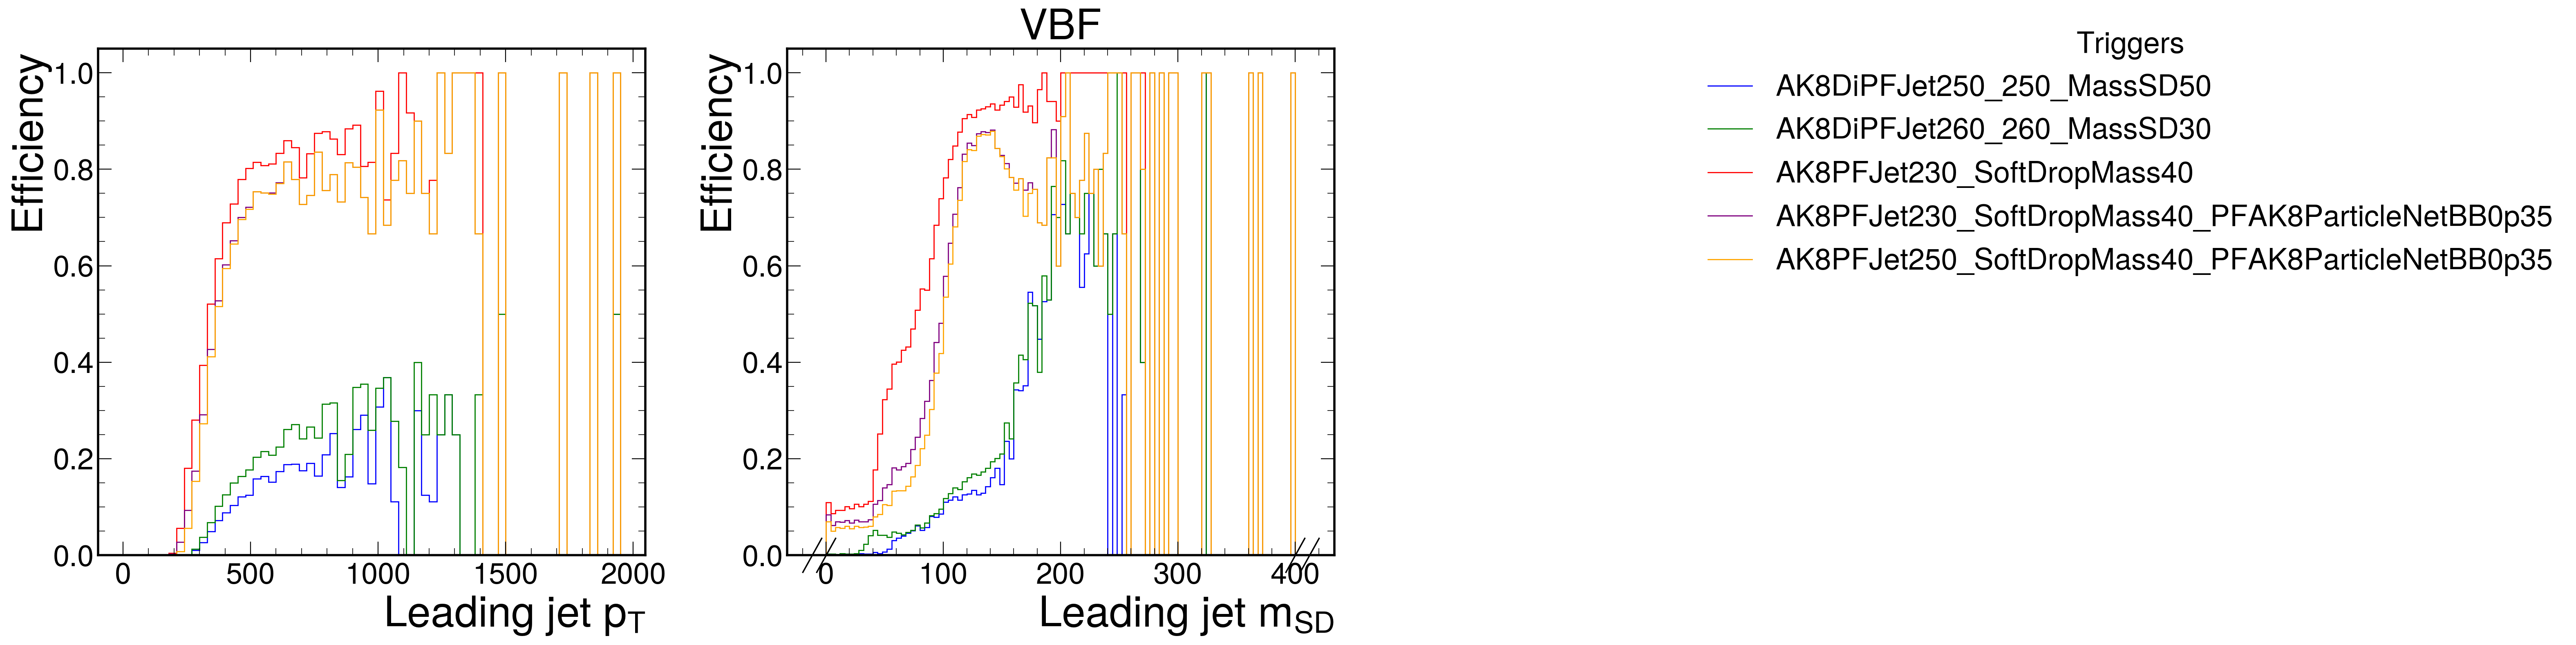 VBF
Efficiency
1.0
0.8
0.6
0.4
0.2
0.0
0 500 1000 1500 2000
Leading jet pT
Efficiency
1.0
0.8
0.6
0.4
0.2
0.0
0 100 200 300 400
Leading jet mSD
Triggers
AK8DiPFJet250_250_MassSD50
AK8DiPFJet260_260_MassSD30
AK8PFJet230_SoftDropMass40
AK8PFJet230_SoftDropMass40_PFAK8ParticleNetBB0p35
AK8PFJet250_SoftDropMass40_PFAK8ParticleNetBB0p35